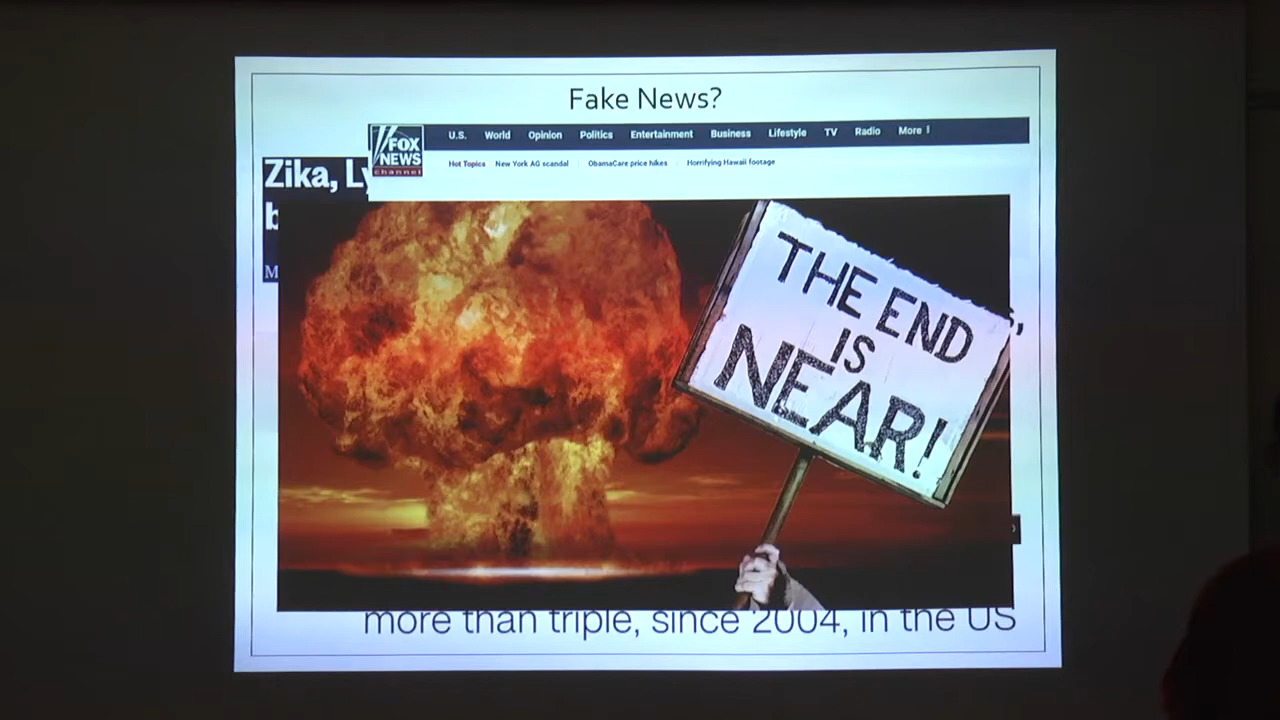 Fake News?
FOX
NEWS
channel
U.S. World Opinion Politics Entertainment Business Lifestyle TV Radio More
Hot Topics New York AG scandal ObamaCare price hikes Horrifying Hawaii footage
Zika, Ly
b
M
THE END
IS
NEAR!
s,
more than triple, since 2004, in the US